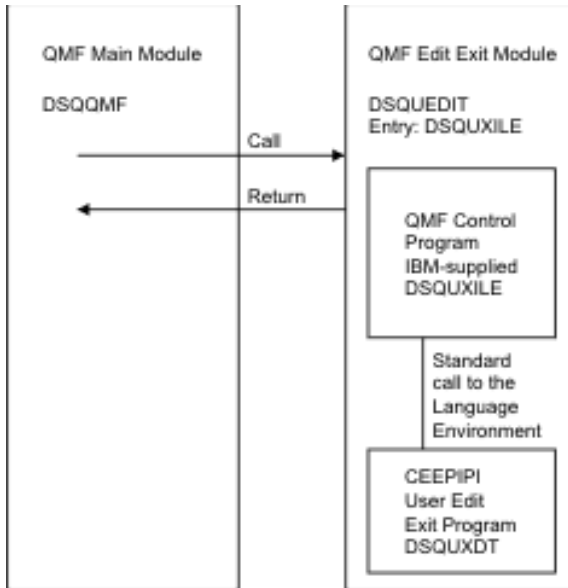 QMF Main Module
DSQQMF
Call
Return
QMF Edit Exit Module
DSQUEDIT
Entry: DSQUXILE
QMF Control
Program
IBM-supplied
DSQUXILE
Standard
call to the
Language
Environment
CEEPIPI
User Edit
Exit Program
DSQUXDT